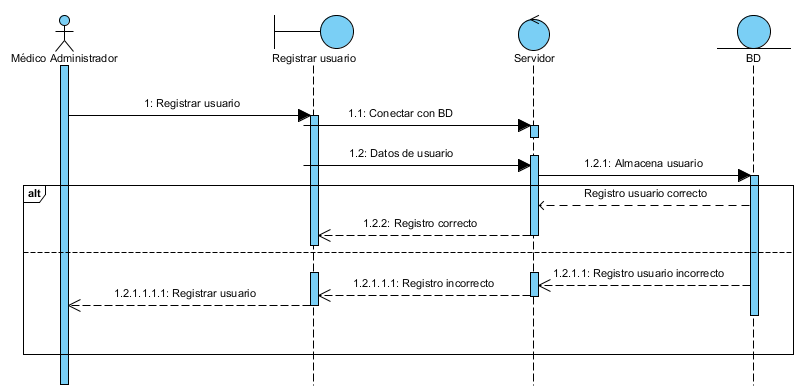 Médico Administrador
Registrar usuario
Servidor
BD
1: Registrar usuario
1.1: Conectar con BD
1.2: Datos de usuario
1.2.1: Almacena usuario
alt
Registro usuario correcto
1.2.2: Registro correcto
1.2.1.1: Registro usuario incorrecto
1.2.1.1.1: Registro incorrecto
1.2.1.1.1.1: Registrar usuario